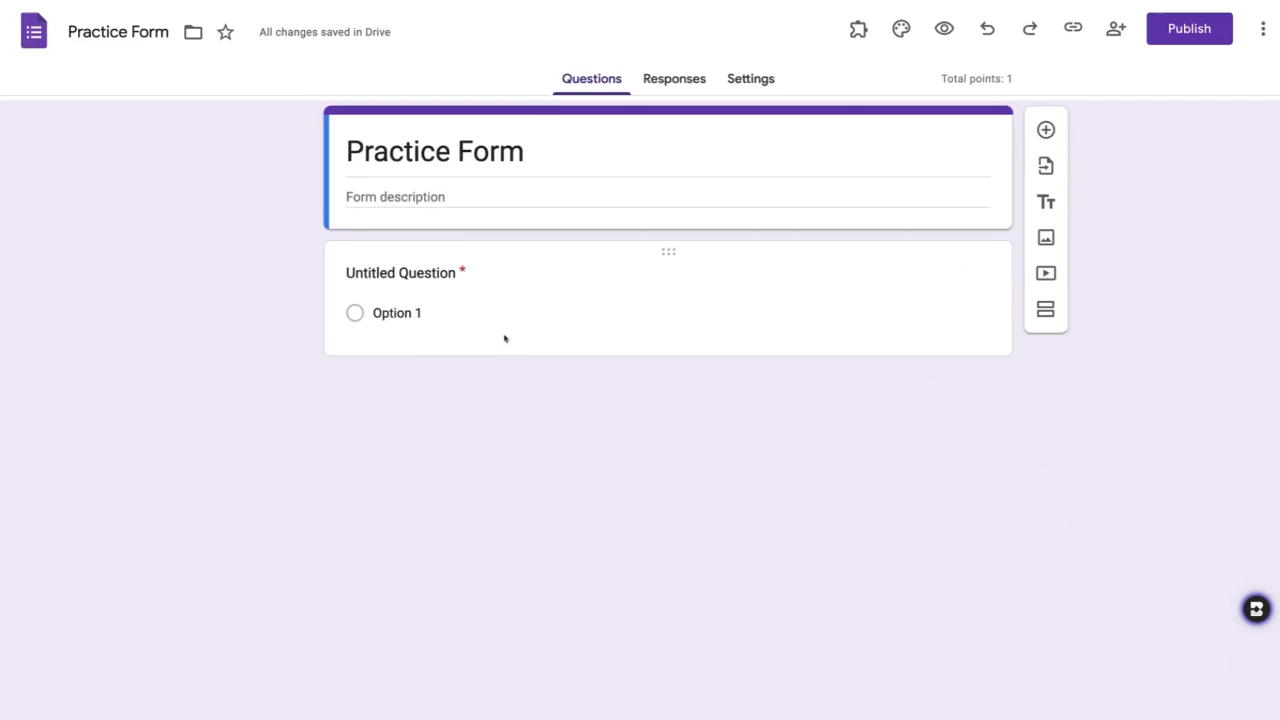 Practice Form
All changes saved in Drive
Publish
Questions
Responses
Settings
Total points: 1
Practice Form
Form description
Tt
Untitled Question *
Option 1
B